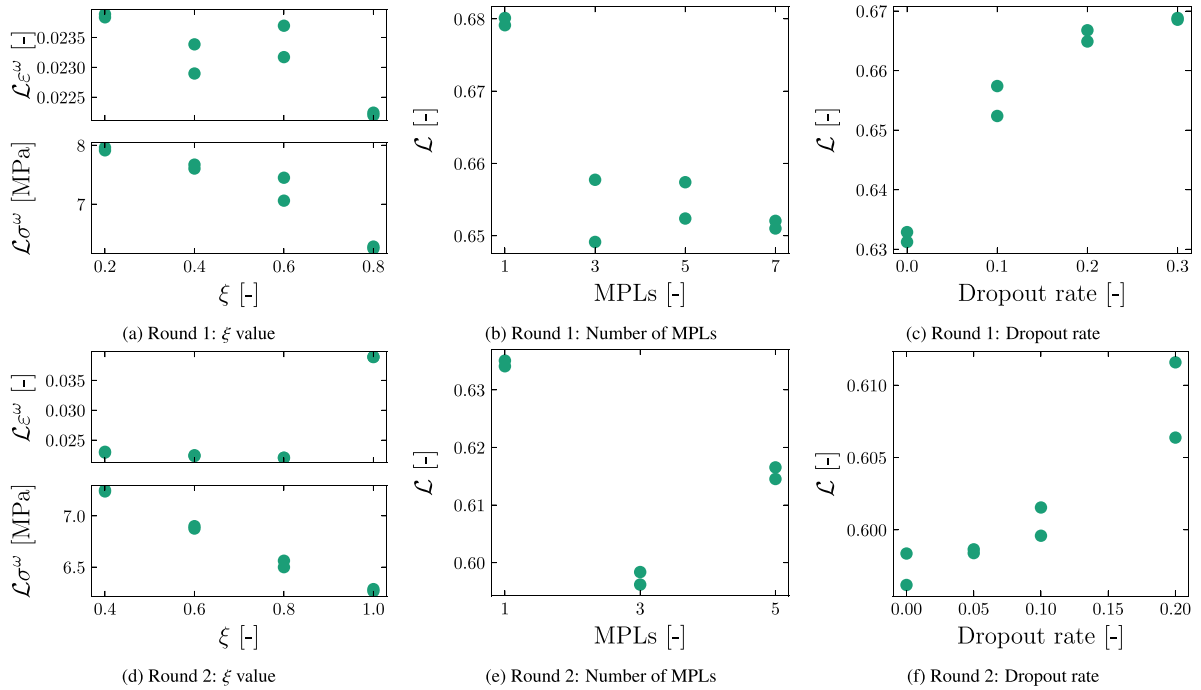 0.0235
0.0230
0.0225
ℒ_ε^ω [-]
8
7
ℒ_σ^ω [MPa]
0.2 0.4 0.6 0.8
ξ [-]
(a) Round 1: ξ value
0.68
0.67
0.66
0.65
ℒ [-]
1 3 5 7
MPLs [-]
(b) Round 1: Number of MPLs
0.67
0.66
0.65
0.64
0.63
ℒ [-]
0.0 0.1 0.2 0.3
Dropout rate [-]
(c) Round 1: Dropout rate
0.035
0.030
0.025
ℒ_ε^ω [-]
7.0
6.5
ℒ_σ^ω [MPa]
0.4 0.6 0.8 1.0
ξ [-]
(d) Round 2: ξ value
0.63
0.62
0.61
0.60
ℒ [-]
1 3 5
MPLs [-]
(e) Round 2: Number of MPLs
0.610
0.605
0.600
ℒ [-]
0.00 0.05 0.10 0.15 0.20
Dropout rate [-]
(f) Round 2: Dropout rate